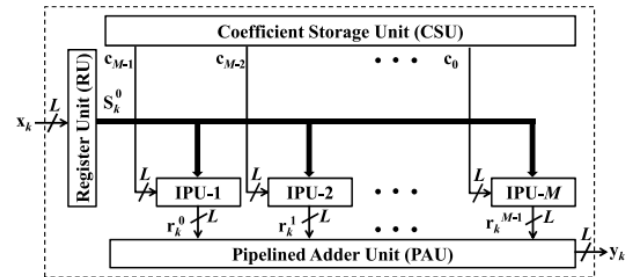 Coefficient Storage Unit (CSU)
c_{M-1} c_{M-2} • • • c_0
Register Unit (RU)
S_k^0
x_k L
L L L
IPU-1 IPU-2 • • • IPU-M
r_k^0 L r_k^1 L • • • r_k^{M-1} L
Pipelined Adder Unit (PAU)
L y_k